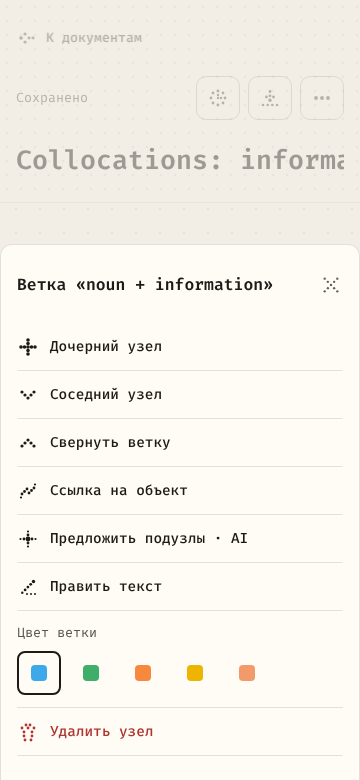 К документам
Сохранено
Collocations: informa
Ветка «noun + information»
Дочерний узел
Соседний узел
Свернуть ветку
Ссылка на объект
Предложить подузлы · AI
Править текст
Цвет ветки
Удалить узел